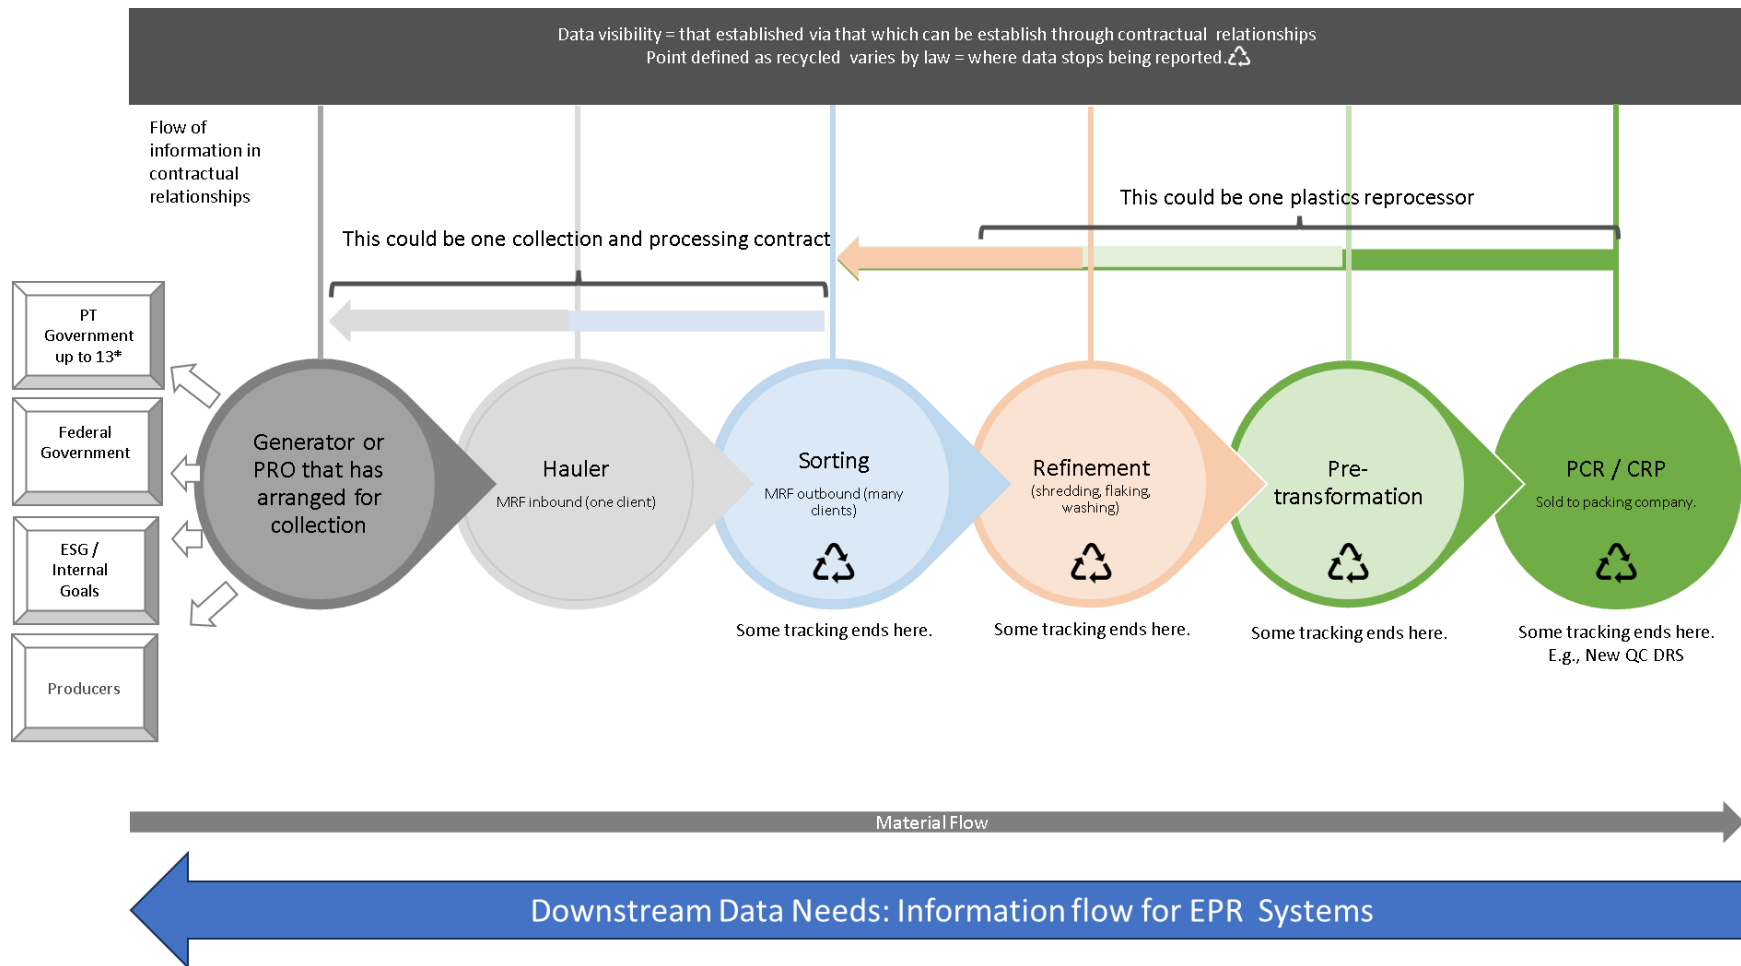 Data visibility = that established via that which can be establish through contractual relationships
Point defined as recycled varies by law = where data stops being reported.
Flow of
information in
contractual
relationships
This could be one plastics reprocessor
This could be one collection and processing contract
PT
Government
up to 13*
Federal
Government
ESG /
Internal
Goals
Producers
Generator or
PRO that has
arranged for
collection
Hauler
MRF inbound (one client)
Sorting
MRF outbound (many
clients)
Refinement
(shredding, flaking,
washing)
Pre-
transformation
PCR / CRP
Sold to packing company.
Some tracking ends here.
Some tracking ends here.
Some tracking ends here.
Some tracking ends here.
E.g., New QC DRS
Material Flow
Downstream Data Needs: Information flow for EPR Systems